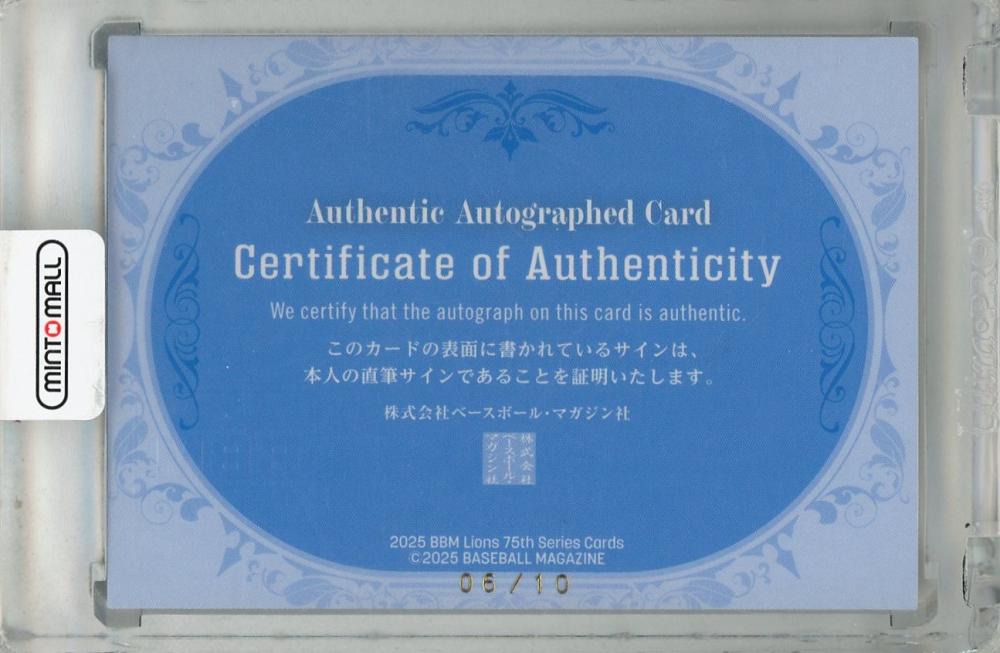 Authentic Autographed Card
Certificate of Authenticity
We certify that the autograph on this card is authentic.
このカードの表面に書かれているサインは、
本人の直筆サインであることを証明いたします。
株式会社ベースボール・マガジン社
株式会社
ベースボール
マガジン社
2025 BBM Lions 75th Series Cards
©2025 BASEBALL MAGAZINE
06/10
MINTOMALL